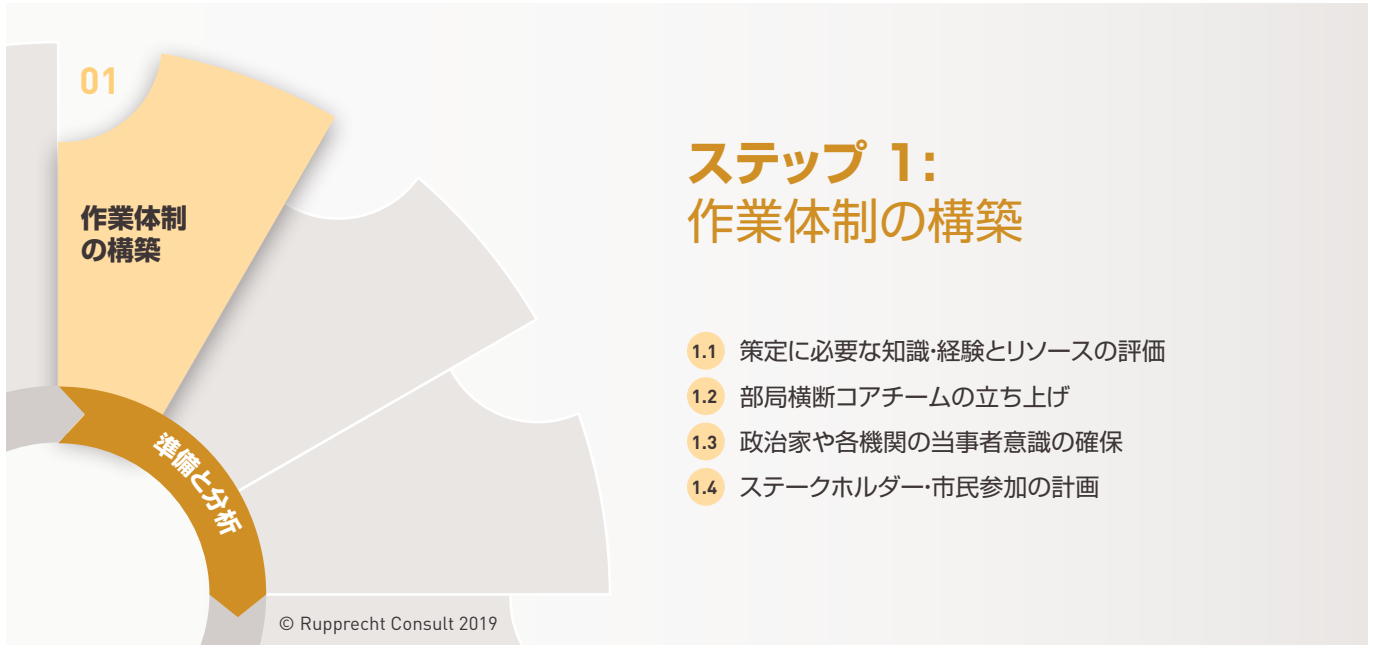 01
作業体制
の構築
準備と分析
© Rupprecht Consult 2019
ステップ 1:
作業体制の構築
1.1 策定に必要な知識・経験とリソースの評価
1.2 部局横断コアチームの立ち上げ
1.3 政治家や各機関の当事者意識の確保
1.4 ステークホルダー・市民参加の計画